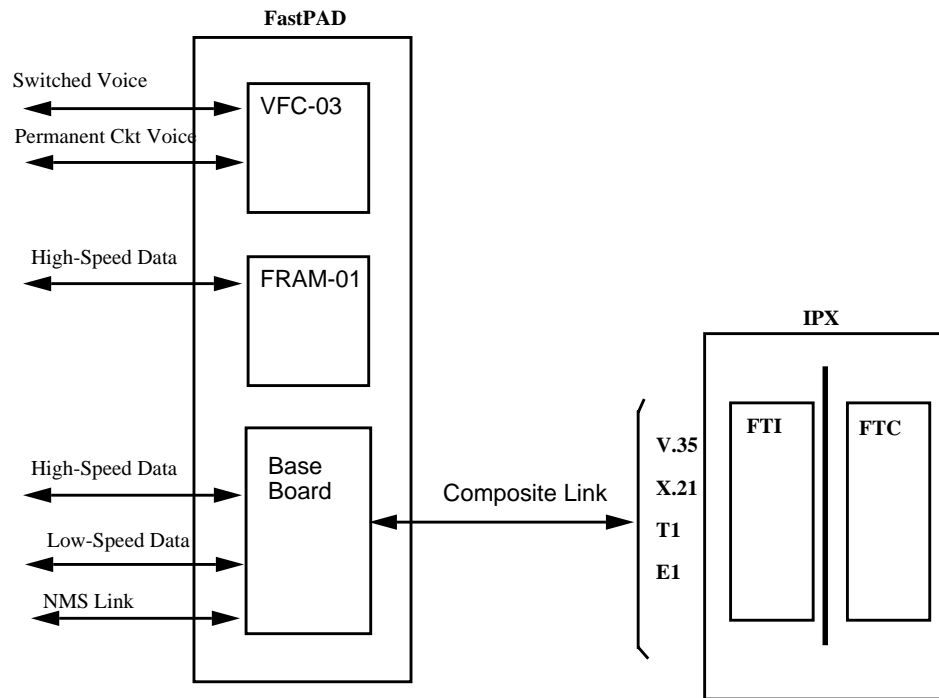 FastPAD
Switched Voice
VFC-03
Permanent Ckt Voice
High-Speed Data
FRAM-01
IPX
FTI
FTC
V.35
X.21
T1
E1
High-Speed Data
Base
Board
Composite Link
Low-Speed Data
NMS Link